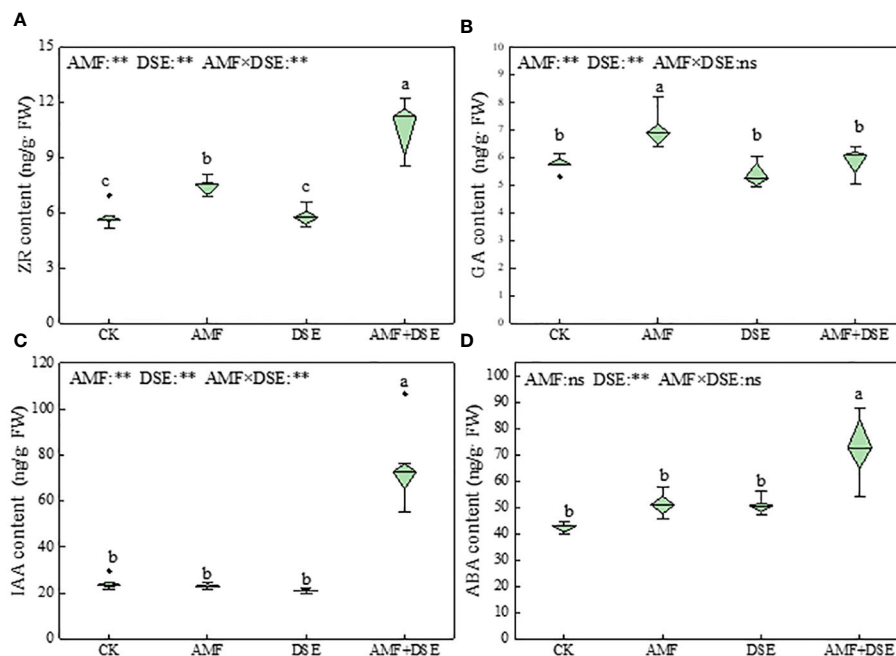 A
ZR content (ng/g· FW)
15
12
9
6
3
0
AMF:** DSE:** AMF×DSE:**
c
b
c
a
CK AMF DSE AMF+DSE
B
GA content (ng/g· FW)
10
9
8
7
6
5
4
3
2
1
0
AMF:** DSE:** AMF×DSE:ns
b
a
b
b
CK AMF DSE AMF+DSE
C
IAA content (ng/g· FW)
120
100
80
60
40
20
0
AMF:** DSE:** AMF×DSE:**
b
b
b
a
CK AMF DSE AMF+DSE
D
ABA content (ng/g· FW)
100
90
80
70
60
50
40
30
20
10
0
AMF:ns DSE:** AMF×DSE:ns
b
b
b
a
CK AMF DSE AMF+DSE